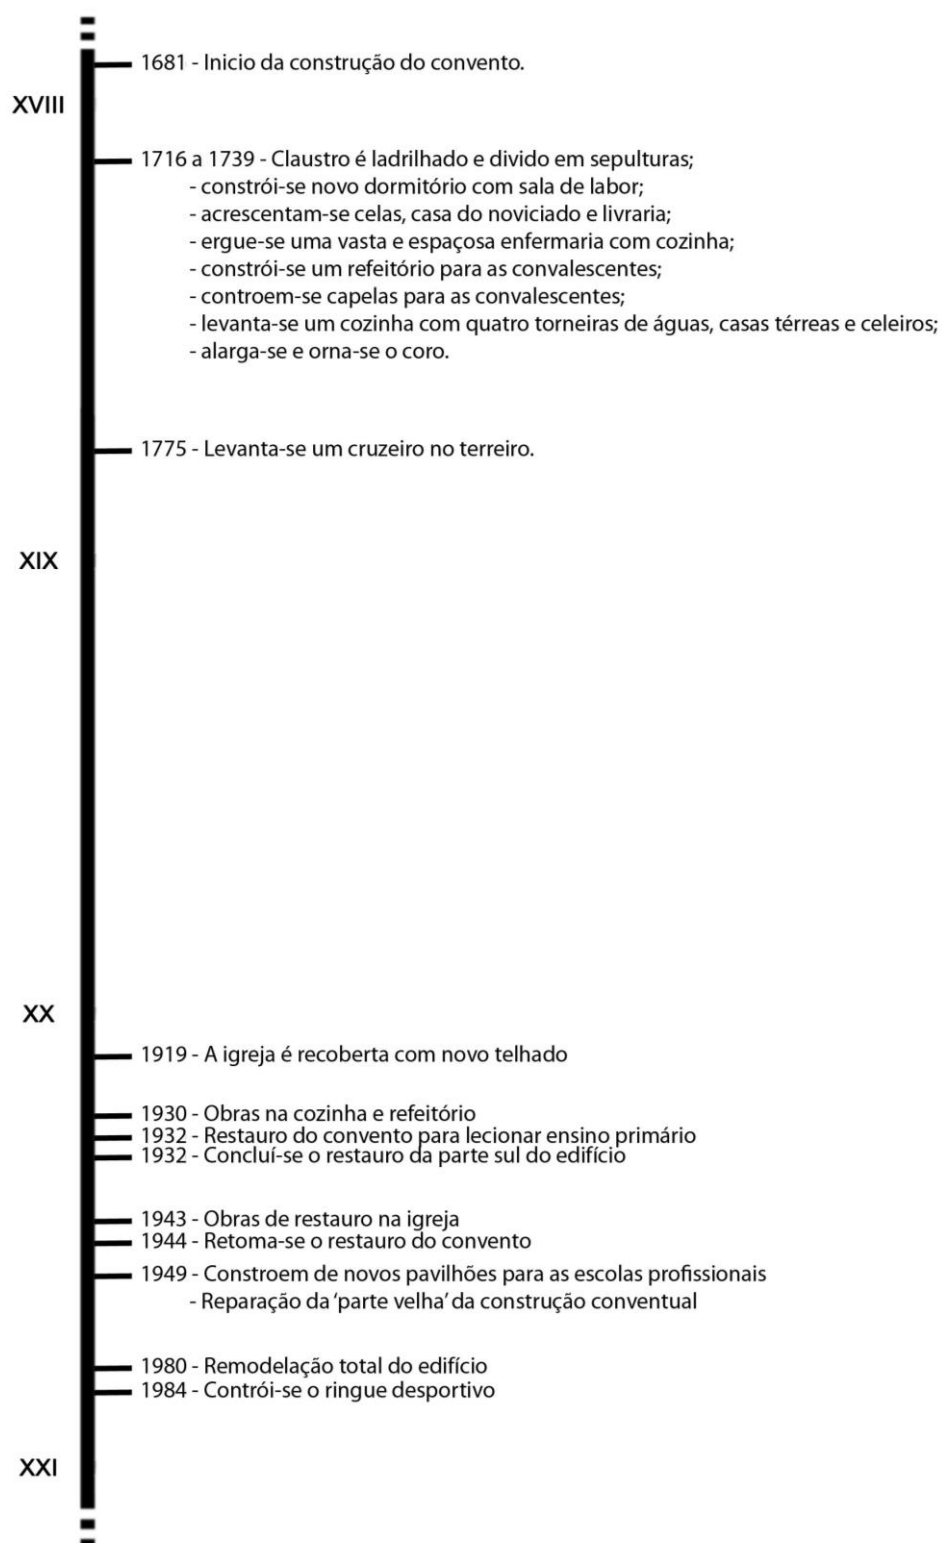 1681 - Inicio da construção do convento.
XVIII
1716 a 1739 - Claustro é ladrilhado e divido em sepulturas;
- constrói-se novo dormitório com sala de labor;
- acrescentam-se celas, casa do noviciado e livraria;
- ergue-se uma vasta e espaçosa enfermaria com cozinha;
- constrói-se um refeitório para as convalescentes;
- controem-se capelas para as convalescentes;
- levanta-se um cozinha com quatro torneiras de águas, casas térreas e celeiros;
- alarga-se e orna-se o coro.
1775 - Levanta-se um cruzeiro no terreiro.
XIX
XX
1919 - A igreja é recoberta com novo telhado
1930 - Obras na cozinha e refeitório
1932 - Restauro do convento para lecionar ensino primário
1932 - Concluí-se o restauro da parte sul do edifício
1943 - Obras de restauro na igreja
1944 - Retoma-se o restauro do convento
1949 - Constroem de novos pavilhões para as escolas profissionais
- Reparação da ‘parte velha’ da construção conventual
1980 - Remodelação total do edifício
1984 - Contrói-se o ringue desportivo
XXI